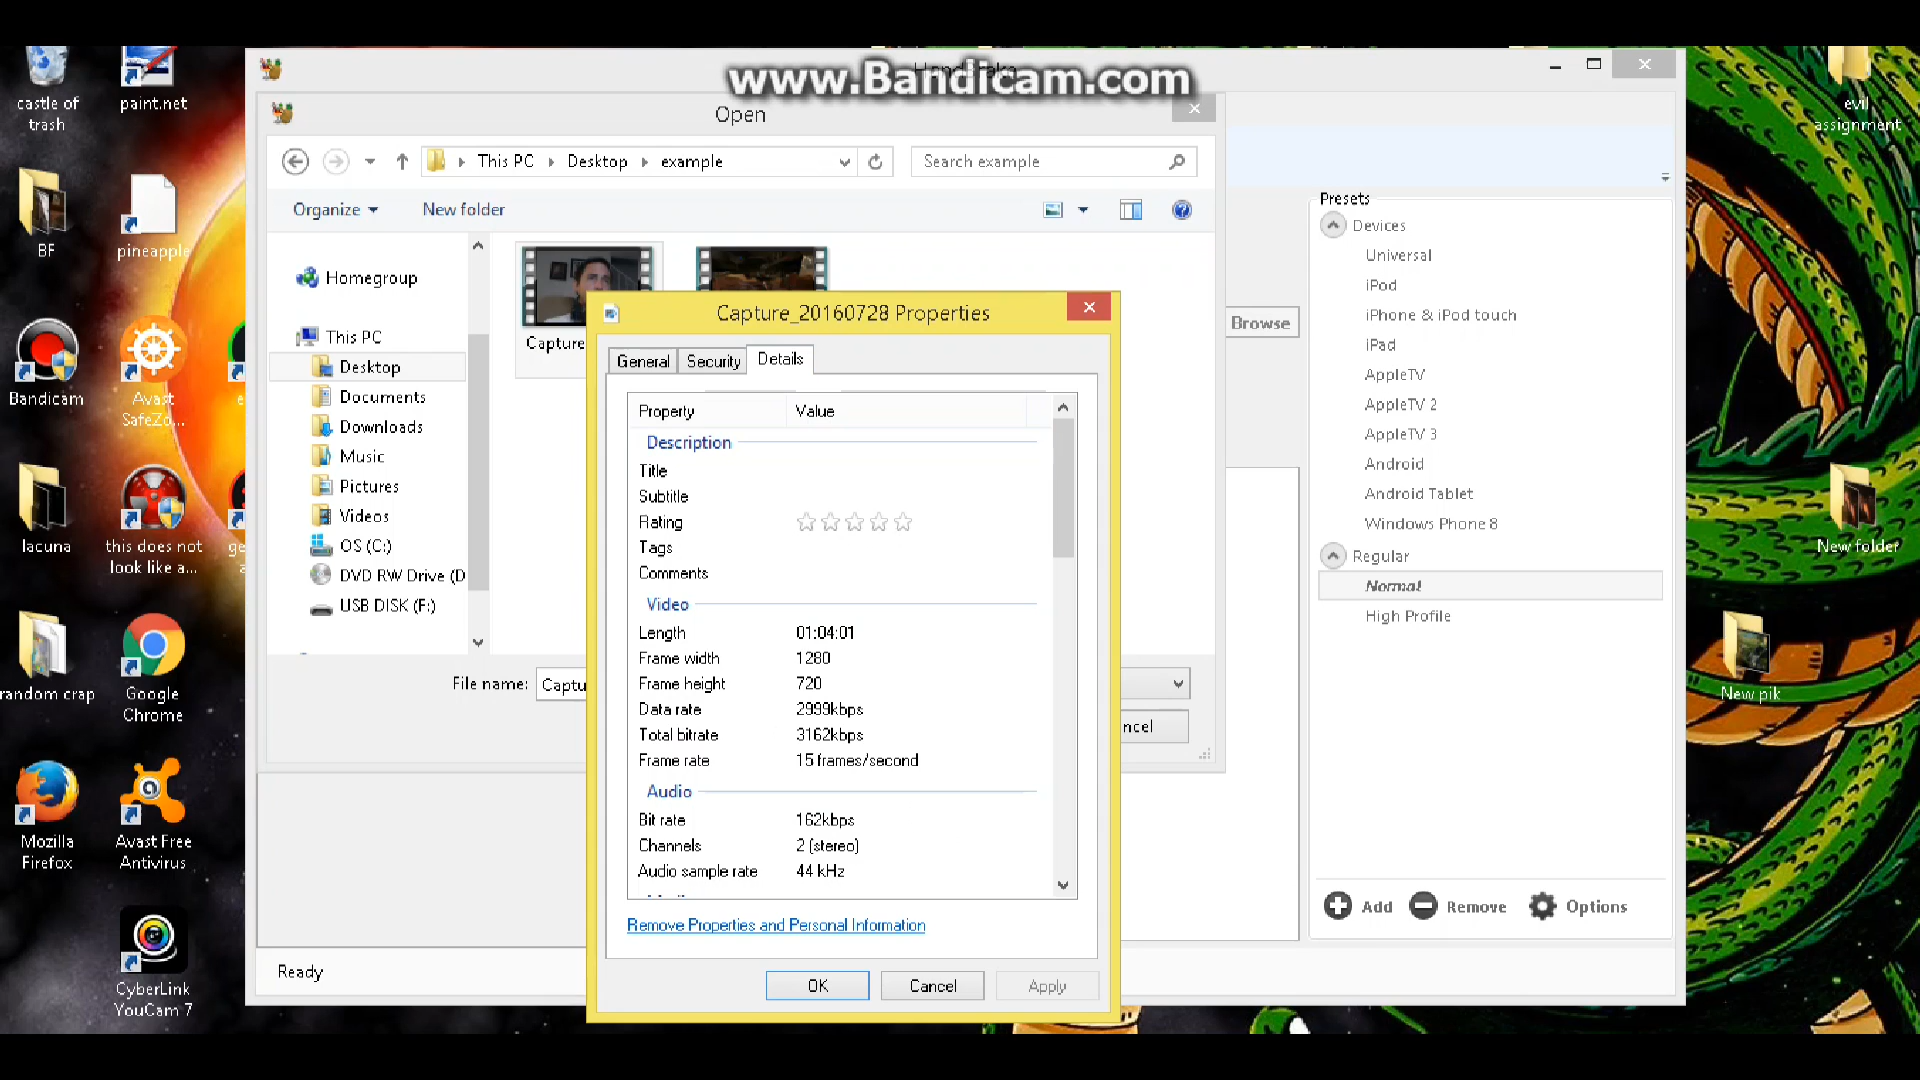 www.Bandicam.com
HandBrake
Open
This PC
Desktop
example
Search example
Organize
New folder
Homegroup
This PC
Desktop
Documents
Downloads
Music
Pictures
Videos
OS (C:)
DVD RW Drive (D
USB DISK (F:)
Capture
File name:
Captu
ncel
Browse
Capture_20160728 Properties
General
Security
Details
Property Value
Description
Title
Subtitle
Rating
Tags
Comments
Video
Length 01:04:01
Frame width 1280
Frame height 720
Data rate 2999kbps
Total bitrate 3162kbps
Frame rate 15 frames/second
Audio
Bit rate 162kbps
Channels 2 (stereo)
Audio sample rate 44 kHz
Remove Properties and Personal Information
OK
Cancel
Apply
Ready
Presets
Devices
Universal
iPod
iPhone & iPod touch
iPad
AppleTV
AppleTV 2
AppleTV 3
Android
Android Tablet
Windows Phone 8
Regular
Normal
High Profile
Add
Remove
Options
castle of
trash
paint.net
BF
pineapple
Bandicam
Avast
SafeZo...
lacuna
this does not
look like a...
random crap
Google
Chrome
Mozilla
Firefox
Avast Free
Antivirus
CyberLink
YouCam 7
evil
assignment
New folder
New pik